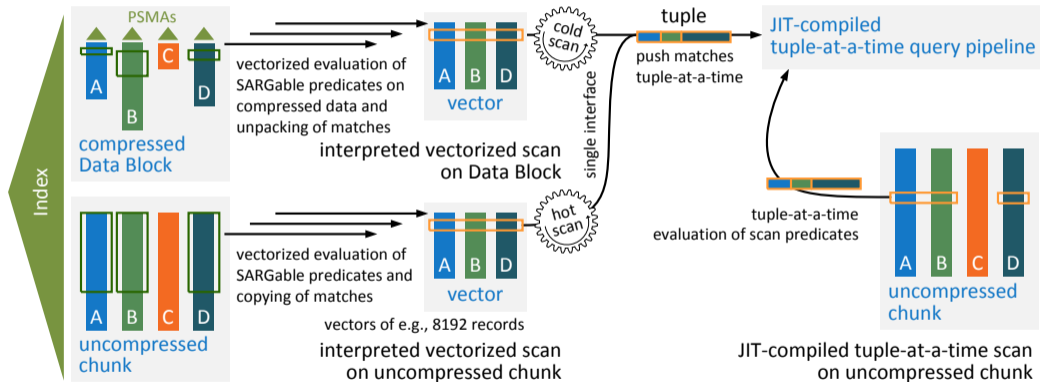 PSMAs
A
B
C
D
compressed
Data Block
Index
vectorized evaluation of
SARGable predicates on
compressed data and
unpacking of matches
A B D
vector
interpreted vectorized scan
on Data Block
cold
scan
single interface
tuple
push matches
tuple-at-a-time
JIT-compiled
tuple-at-a-time query pipeline
A B C D
uncompressed
chunk
vectorized evaluation of
SARGable predicates and
copying of matches
A B D
vector
vectors of e.g., 8192 records
interpreted vectorized scan
on uncompressed chunk
hot
scan
tuple-at-a-time
evaluation of scan predicates
A B C D
uncompressed
chunk
JIT-compiled tuple-at-a-time scan
on uncompressed chunk